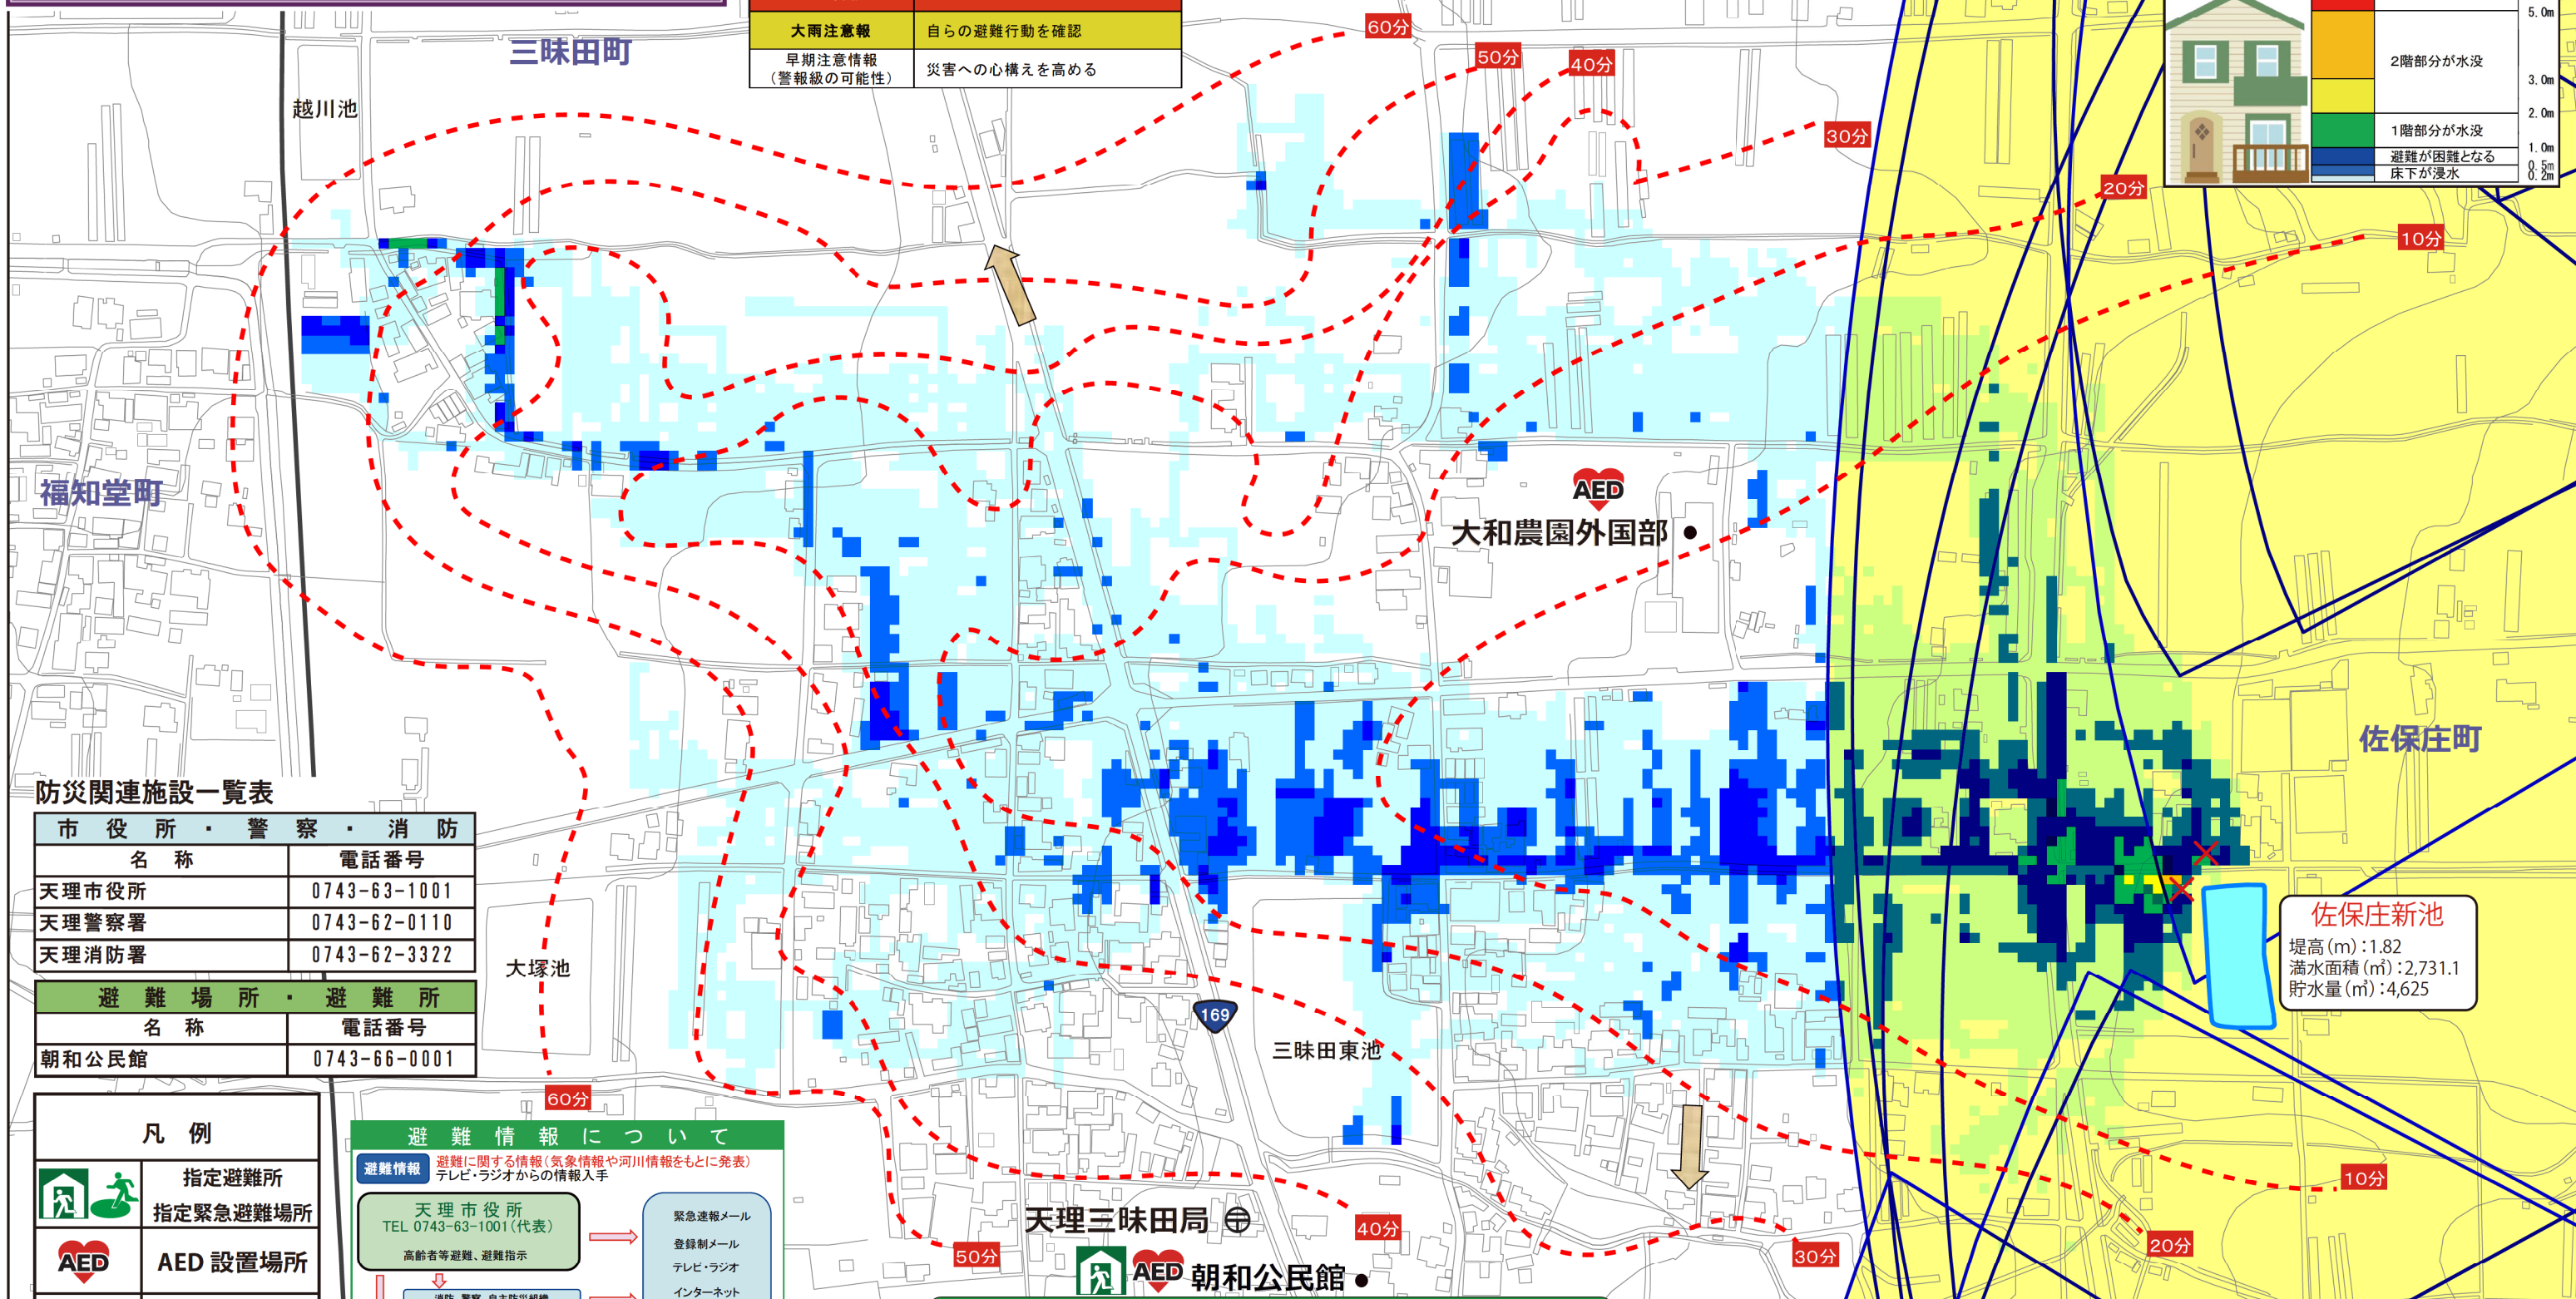 大雨注意報
自らの避難行動を確認
早期注意情報
（警報級の可能性）
災害への心構えを高める
5.0m
2階部分が水没
3.0m
2.0m
1階部分が水没
1.0m
避難が困難となる
0.5m
床下が浸水
0.2m
三昧田町
越川池
60分
50分
40分
30分
20分
10分
福知堂町
AED
大和農園外国部
佐保庄町
佐保庄新池
堤高(m):1.82
満水面積(㎡):2,731.1
貯水量(㎥):4,625
防災関連施設一覧表
市役所・警察・消防
名称 電話番号
天理市役所 0743-63-1001
天理警察署 0743-62-0110
天理消防署 0743-62-3322
避難場所・避難所
名称 電話番号
朝和公民館 0743-66-0001
大塚池
169
三昧田東池
60分
50分
40分
30分
20分
10分
凡例
指定避難所
指定緊急避難場所
AED
AED 設置場所
避難情報について
避難情報
避難に関する情報(気象情報や河川情報をもとに発表)
テレビ・ラジオからの情報入手
天理市役所
TEL 0743-63-1001(代表)
高齢者等避難、避難指示
緊急速報メール
登録制メール
テレビ・ラジオ
インターネット
天理三昧田局
AED
朝和公民館